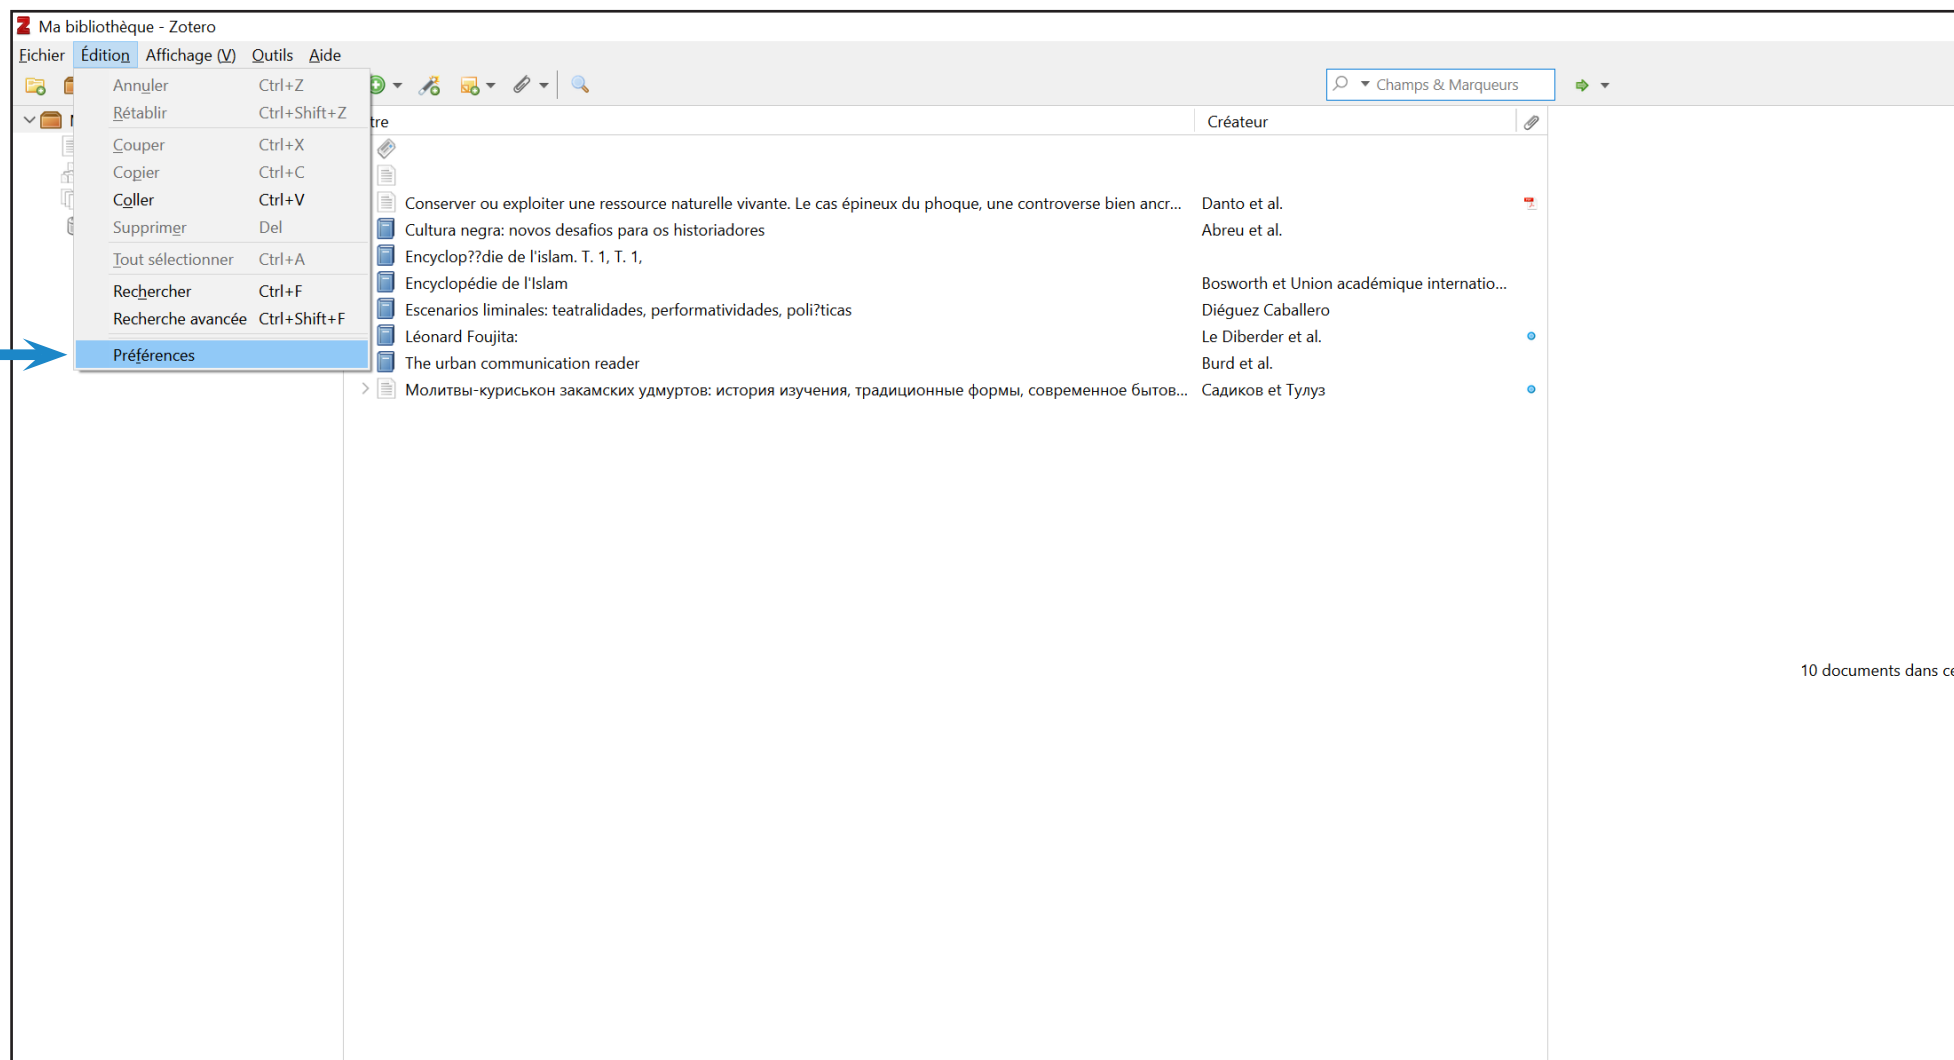 Ma bibliothèque - Zotero
Fichier Édition Affichage (V) Outils Aide
Champs & Marqueurs
Annuler Ctrl+Z
Rétablir Ctrl+Shift+Z
Couper Ctrl+X
Copier Ctrl+C
Coller Ctrl+V
Supprimer Del
Tout sélectionner Ctrl+A
Rechercher Ctrl+F
Recherche avancée Ctrl+Shift+F
Préférences
tre Créateur
Conserver ou exploiter une ressource naturelle vivante. Le cas épineux du phoque, une controverse bien ancr... Danto et al.
Cultura negra: novos desafios para os historiadores Abreu et al.
Encyclop??die de l'islam. T. 1, T. 1,
Encyclopédie de l'Islam Bosworth et Union académique internatio...
Escenarios liminales: teatralidades, performatividades, poli?ticas Diéguez Caballero
Léonard Foujita: Le Diberder et al.
The urban communication reader Burd et al.
Молитвы-куриськон закамских удмуртов: история изучения, традиционные формы, современное бытов... Садиков et Тулуз
10 documents dans ce